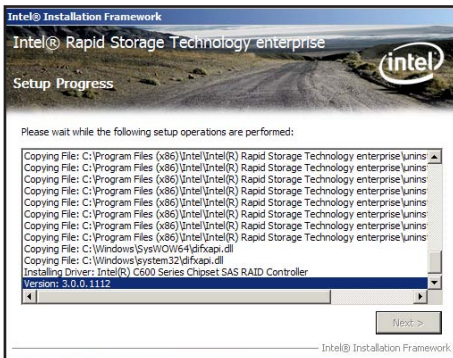 Intel® Installation Framework
Intel® Rapid Storage Technology enterprise
intel
Setup Progress
Please wait while the following setup operations are performed:
Copying File: C:\Program Files (x86)\Intel\Intel(R) Rapid Storage Technology enterprise\unins
Copying File: C:\Program Files (x86)\Intel\Intel(R) Rapid Storage Technology enterprise\unins
Copying File: C:\Program Files (x86)\Intel\Intel(R) Rapid Storage Technology enterprise\unins
Copying File: C:\Program Files (x86)\Intel\Intel(R) Rapid Storage Technology enterprise\unins
Copying File: C:\Program Files (x86)\Intel\Intel(R) Rapid Storage Technology enterprise\unins
Copying File: C:\Program Files (x86)\Intel\Intel(R) Rapid Storage Technology enterprise\unins
Copying File: C:\Program Files (x86)\Intel\Intel(R) Rapid Storage Technology enterprise\unins
Copying File: C:\Program Files (x86)\Intel\Intel(R) Rapid Storage Technology enterprise\unins
Copying File: C:\Windows\SysWOW64\difxapi.dll
Copying File: C:\Windows\system32\difxapi.dll
Installing Driver: Intel(R) C600 Series Chipset SAS RAID Controller
Version: 3.0.0.1112
Next >
Intel® Installation Framework